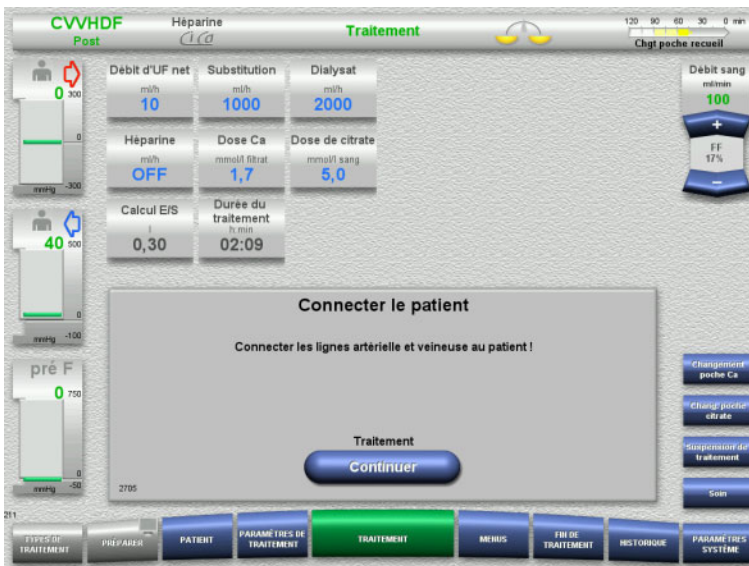 CVVHDF
Post
Héparine
CiCa
Traitement
120 90 60 30 0 min
Chgt poche recueil
0
300
0
-300
mmHg
40
500
0
-100
mmHg
pré F
0
750
0
-50
mmHg
211
Débit d'UF net
ml/h
10
Substitution
ml/h
1000
Dialysat
ml/h
2000
Héparine
ml/h
OFF
Dose Ca
mmol/l filtrat
1,7
Dose de citrate
mmol/l sang
5,0
Calcul E/S
l
0,30
Durée du
traitement
h:min
02:09
Débit sang
ml/min
100
+
FF
17%
–
Connecter le patient
Connecter les lignes artérielle et veineuse au patient !
Traitement
Continuer
2705
Changement
poche Ca
Chang. poche
citrate
Suspension de
traitement
Soin
TYPES DE
TRAITEMENT
PRÉPARER
PATIENT
PARAMÈTRES DE
TRAITEMENT
TRAITEMENT
MENUS
FIN DE
TRAITEMENT
HISTORIQUE
PARAMÈTRES
SYSTÈME